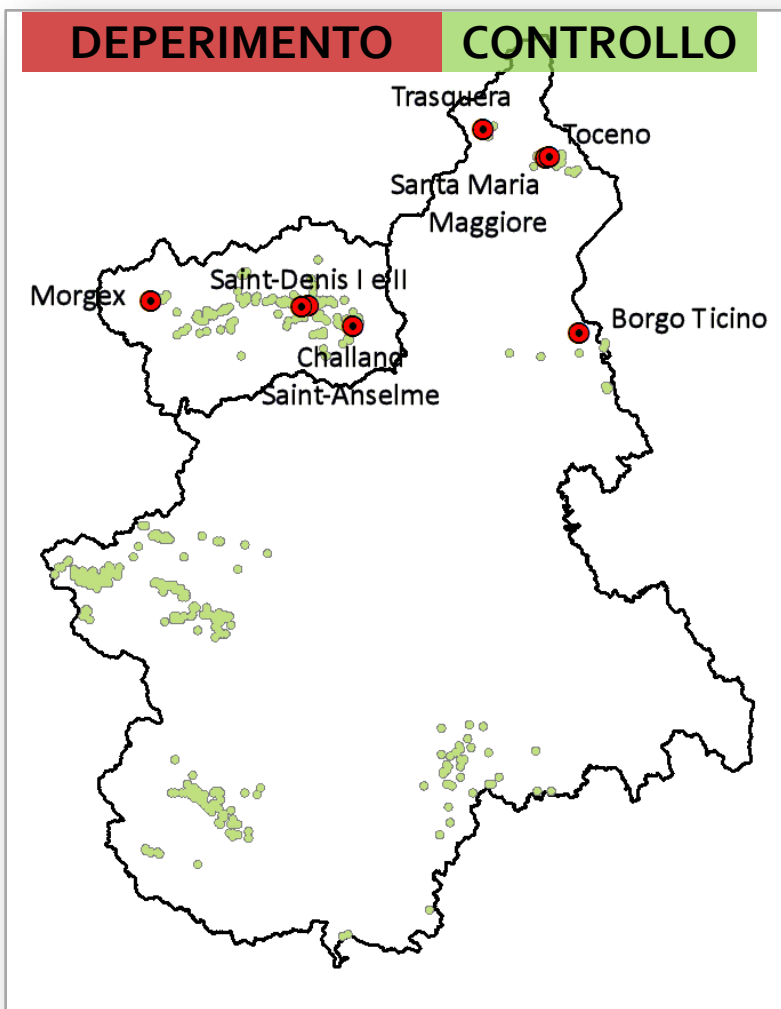 DEPERIMENTO CONTROLLO
Trasquera
Toceno
Santa Maria
Maggiore
Saint-Denis I e II
Morgex
Borgo Ticino
Challand
Saint-Anselme